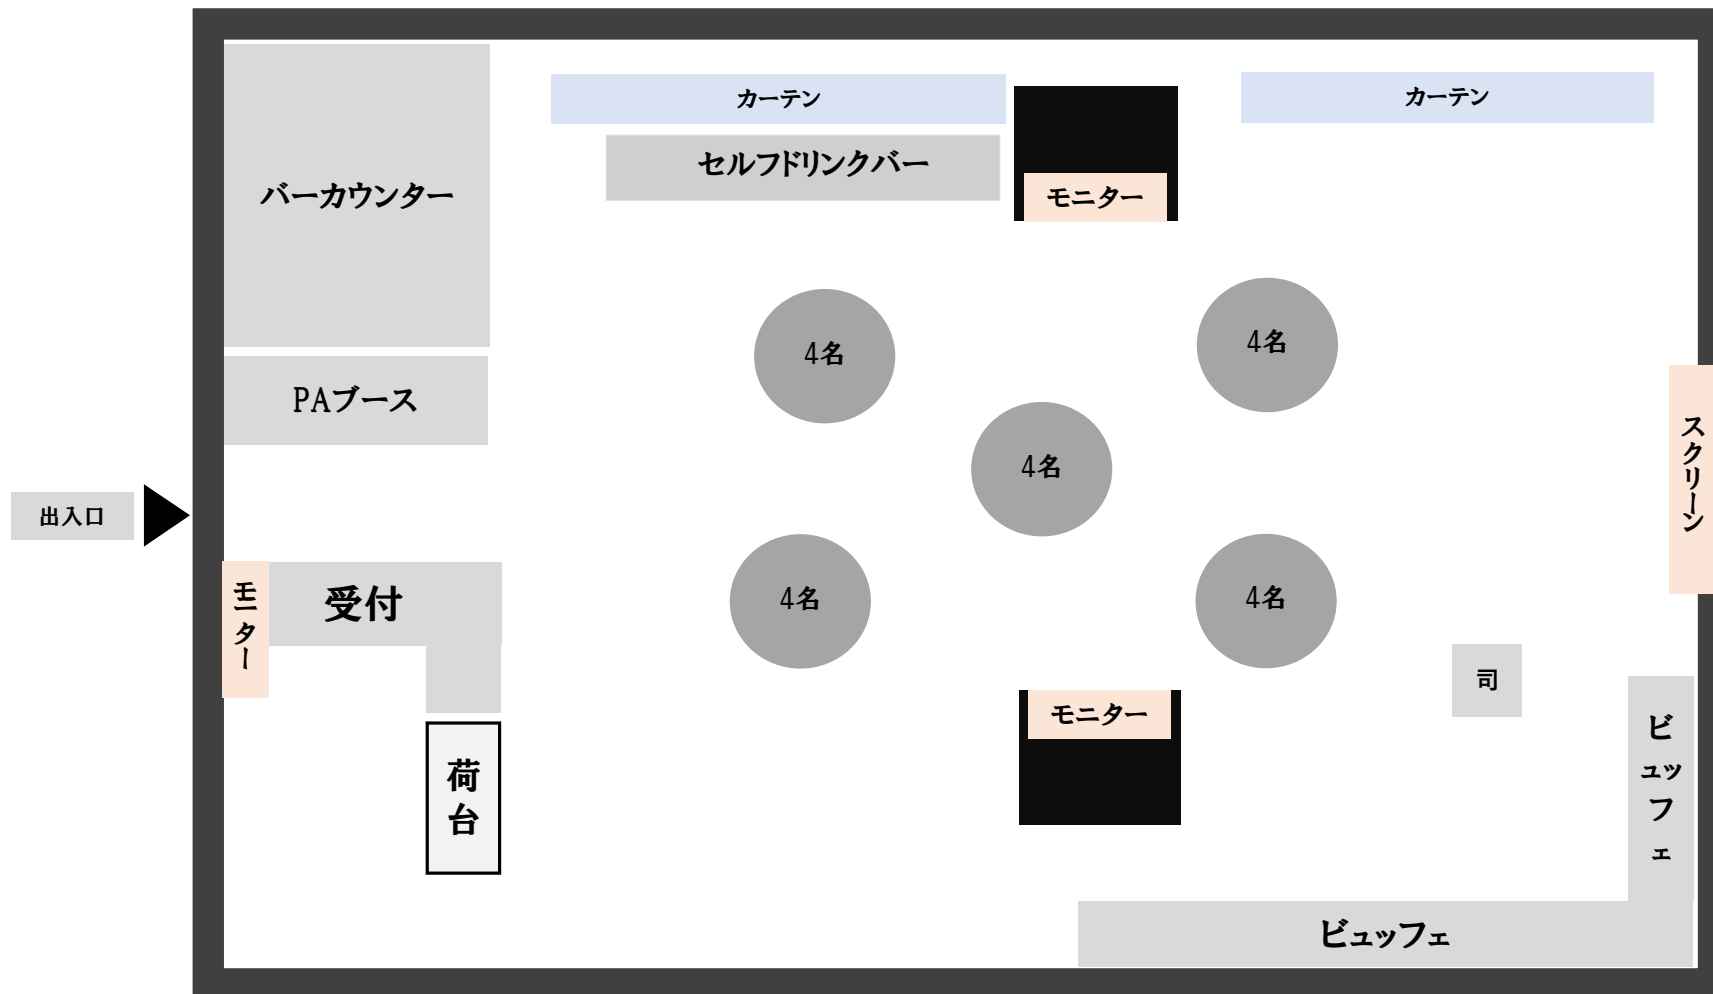 カーテン
カーテン
セルフドリンクバー
バーカウンター
モニター
4名
4名
PAブース
4名
スクリーン
出入口
モニター
受付
4名
4名
司
モニター
荷台
ビュッフェ
ビュッフェ